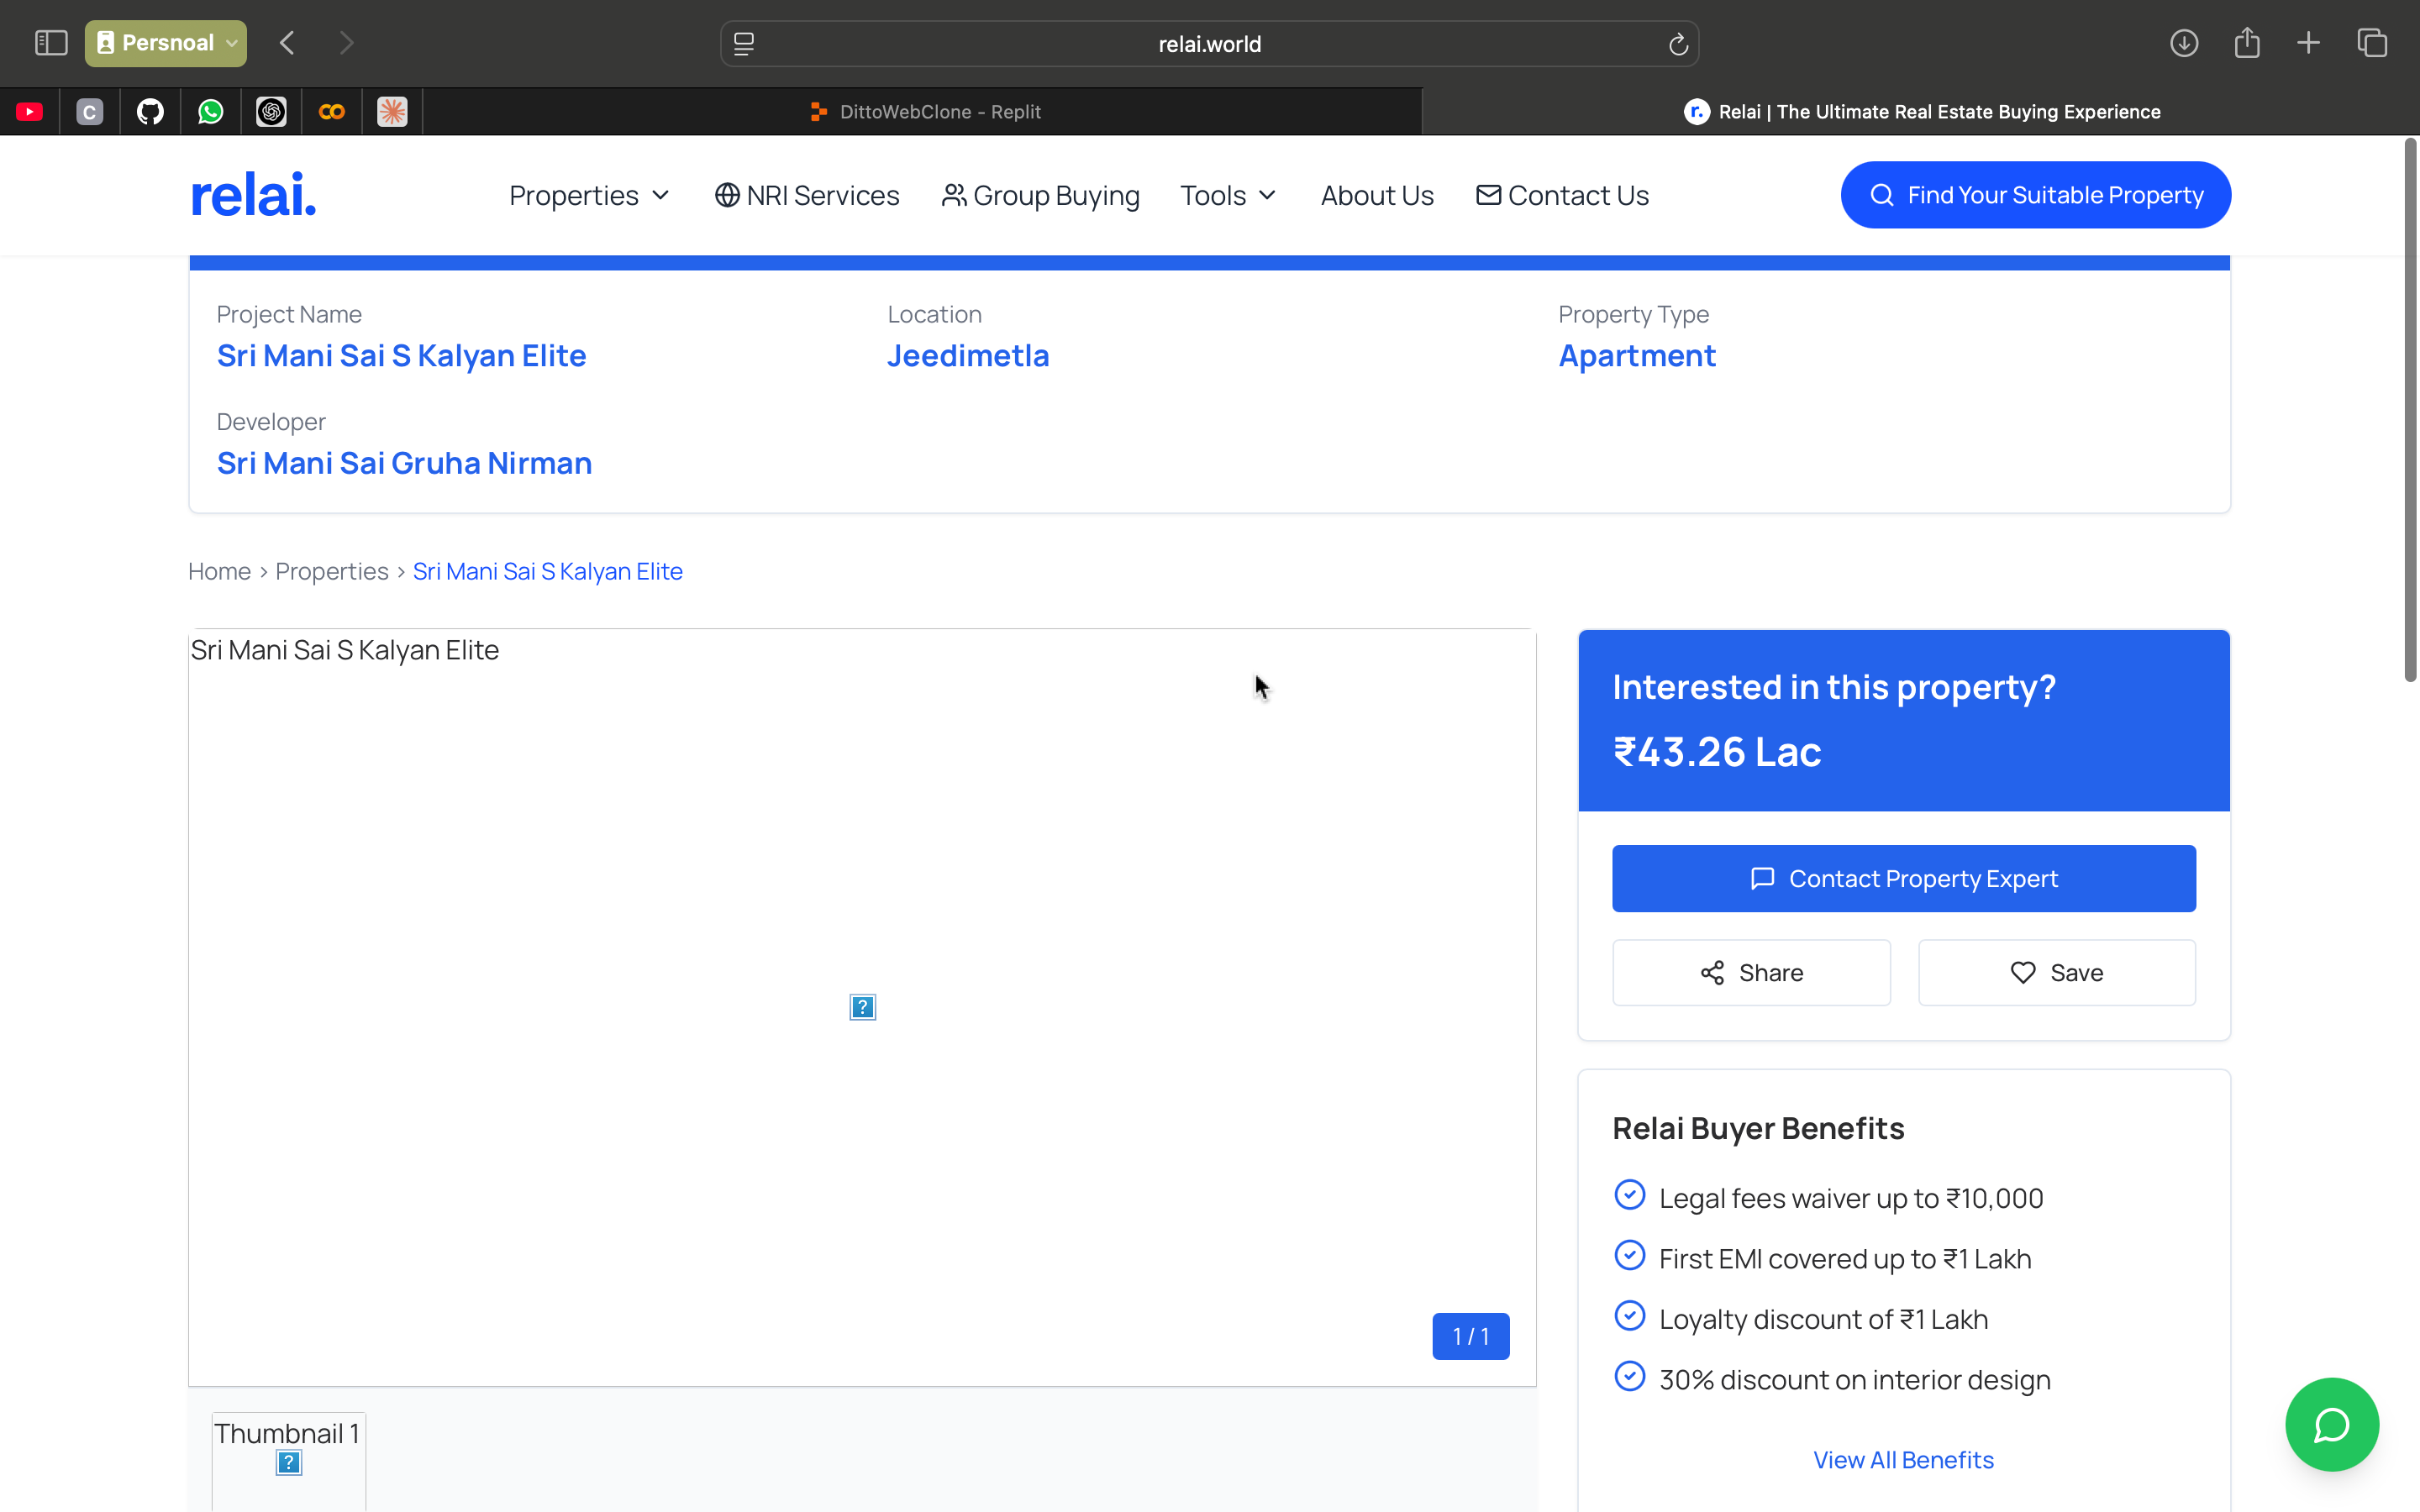 Persnoal
relai.world
C
DittoWebClone - Replit
r. Relai | The Ultimate Real Estate Buying Experience
relai.
Properties
NRI Services
Group Buying
Tools
About Us
Contact Us
Find Your Suitable Property
Project Name
Sri Mani Sai S Kalyan Elite
Location
Jeedimetla
Property Type
Apartment
Developer
Sri Mani Sai Gruha Nirman
Home > Properties > Sri Mani Sai S Kalyan Elite
Sri Mani Sai S Kalyan Elite
?
1 / 1
Thumbnail 1
?
Interested in this property?
₹43.26 Lac
Contact Property Expert
Share
Save
Relai Buyer Benefits
Legal fees waiver up to ₹10,000
First EMI covered up to ₹1 Lakh
Loyalty discount of ₹1 Lakh
30% discount on interior design
View All Benefits